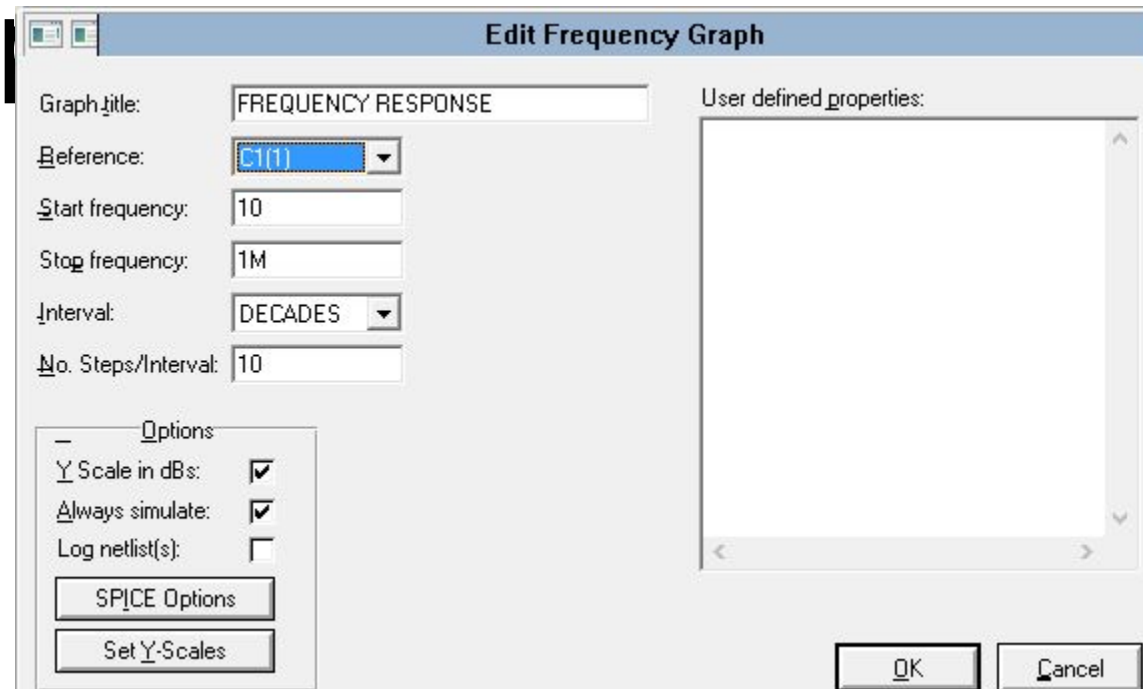 Edit Frequency Graph
Graph title: FREQUENCY RESPONSE
Reference: C1(1)
Start frequency: 10
Stop frequency: 1M
Interval: DECADES
No. Steps/Interval: 10
Options
Y Scale in dBs:
Always simulate:
Log netlist(s):
SPICE Options
Set Y-Scales
User defined properties:
OK
Cancel